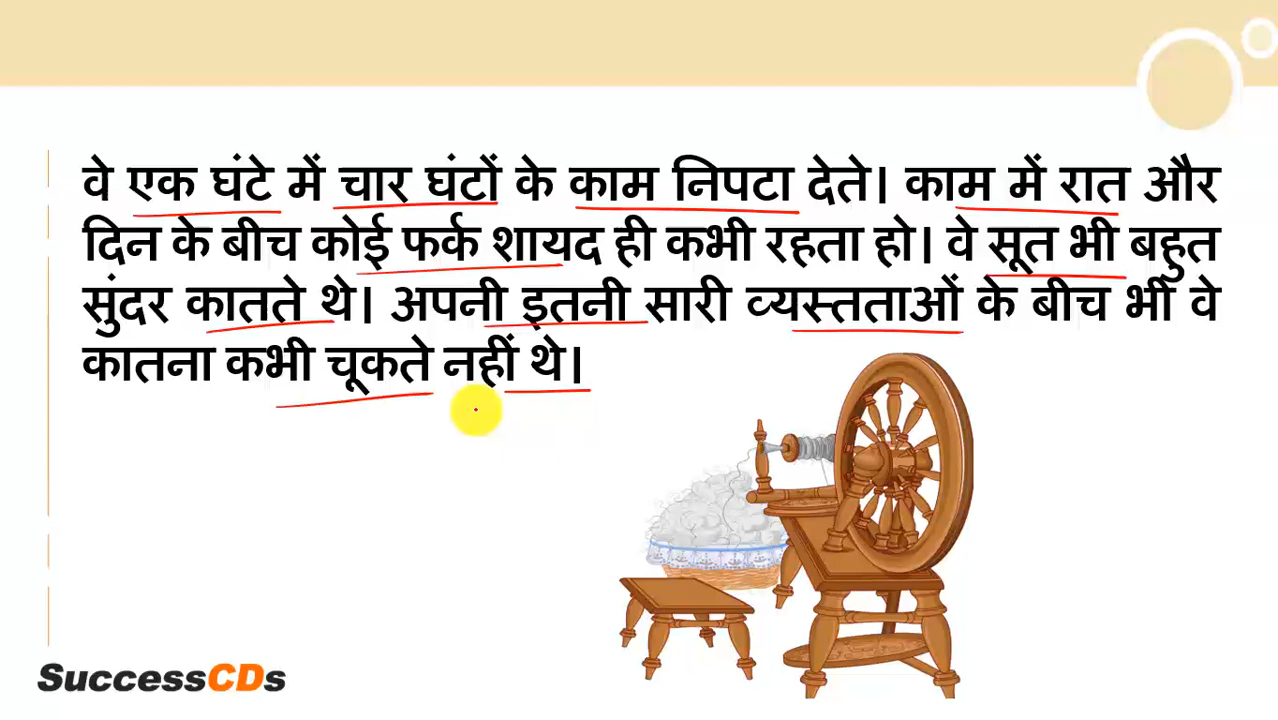 वे एक घंटे में चार घंटों के काम निपटा देते। काम में रात और
दिन के बीच कोई फर्क शायद ही कभी रहता हो। वे सूत भी बहुत
सुंदर कातते थे। अपनी इतनी सारी व्यस्तताओं के बीच भी वे
कातना कभी चूकते नहीं थे।
SuccessCDs